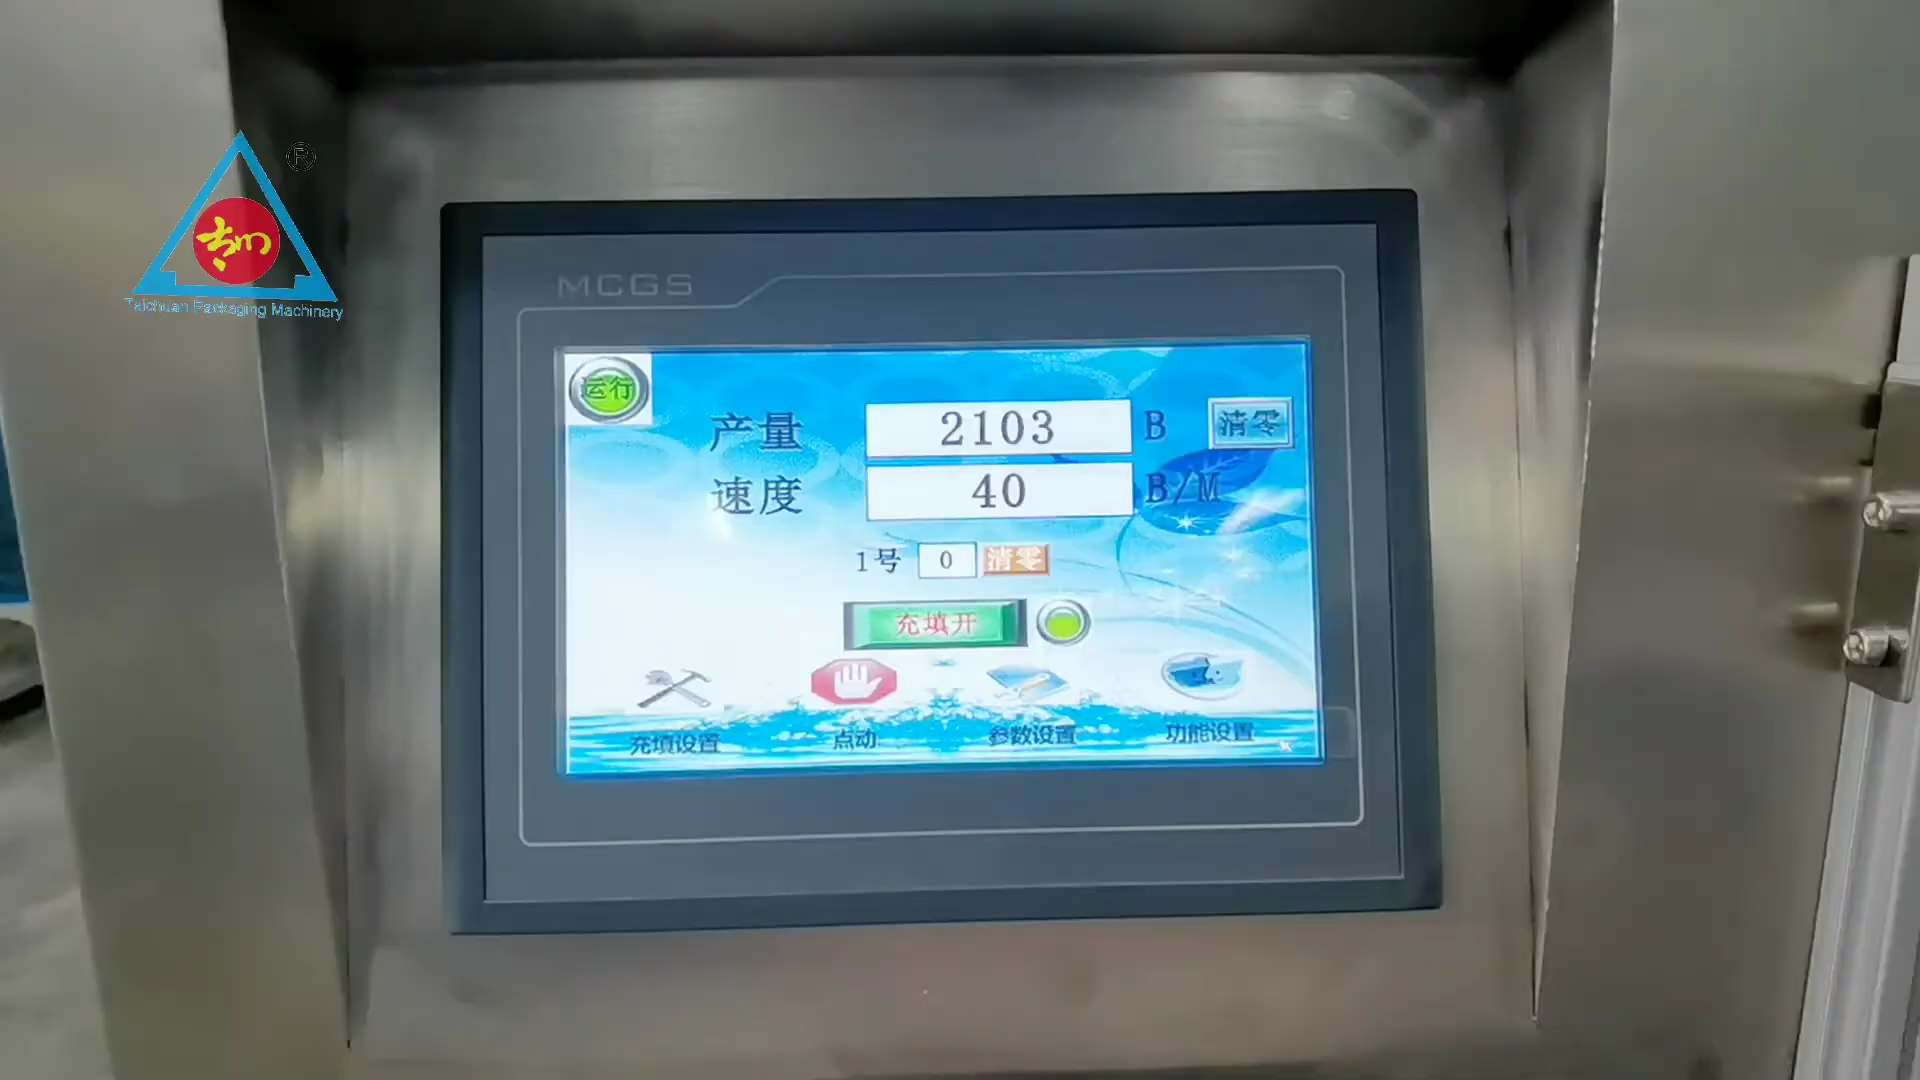 ®
Taichuan Packaging Machinery
MCGS
运行
产量 2103 B 清零
速度 40 B/M
1号 0 清零
充填开
充填设置 点动 参数设置 功能设置